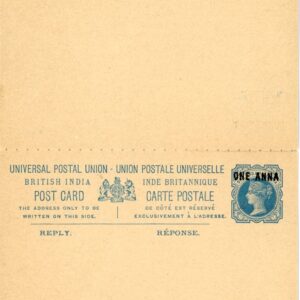 UNIVERSAL POSTAL UNION - UNION POSTALE UNIVERSELLE
BRITISH INDIA INDE BRITANNIQUE
POST CARD CARTE POSTALE
THE ADDRESS ONLY TO BE CE CÔTÉ EST RÉSERVÉ
WRITTEN ON THIS SIDE. EXCLUSIVEMENT À L'ADRESSE.
REPLY. RÉPONSE.
ONE ANNA